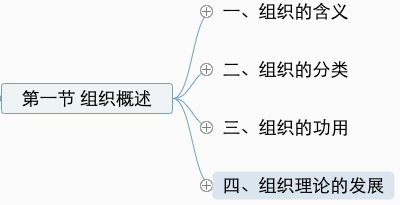 一、组织的含义
二、组织的分类
第一节 组织概述
三、组织的功用
四、组织理论的发展